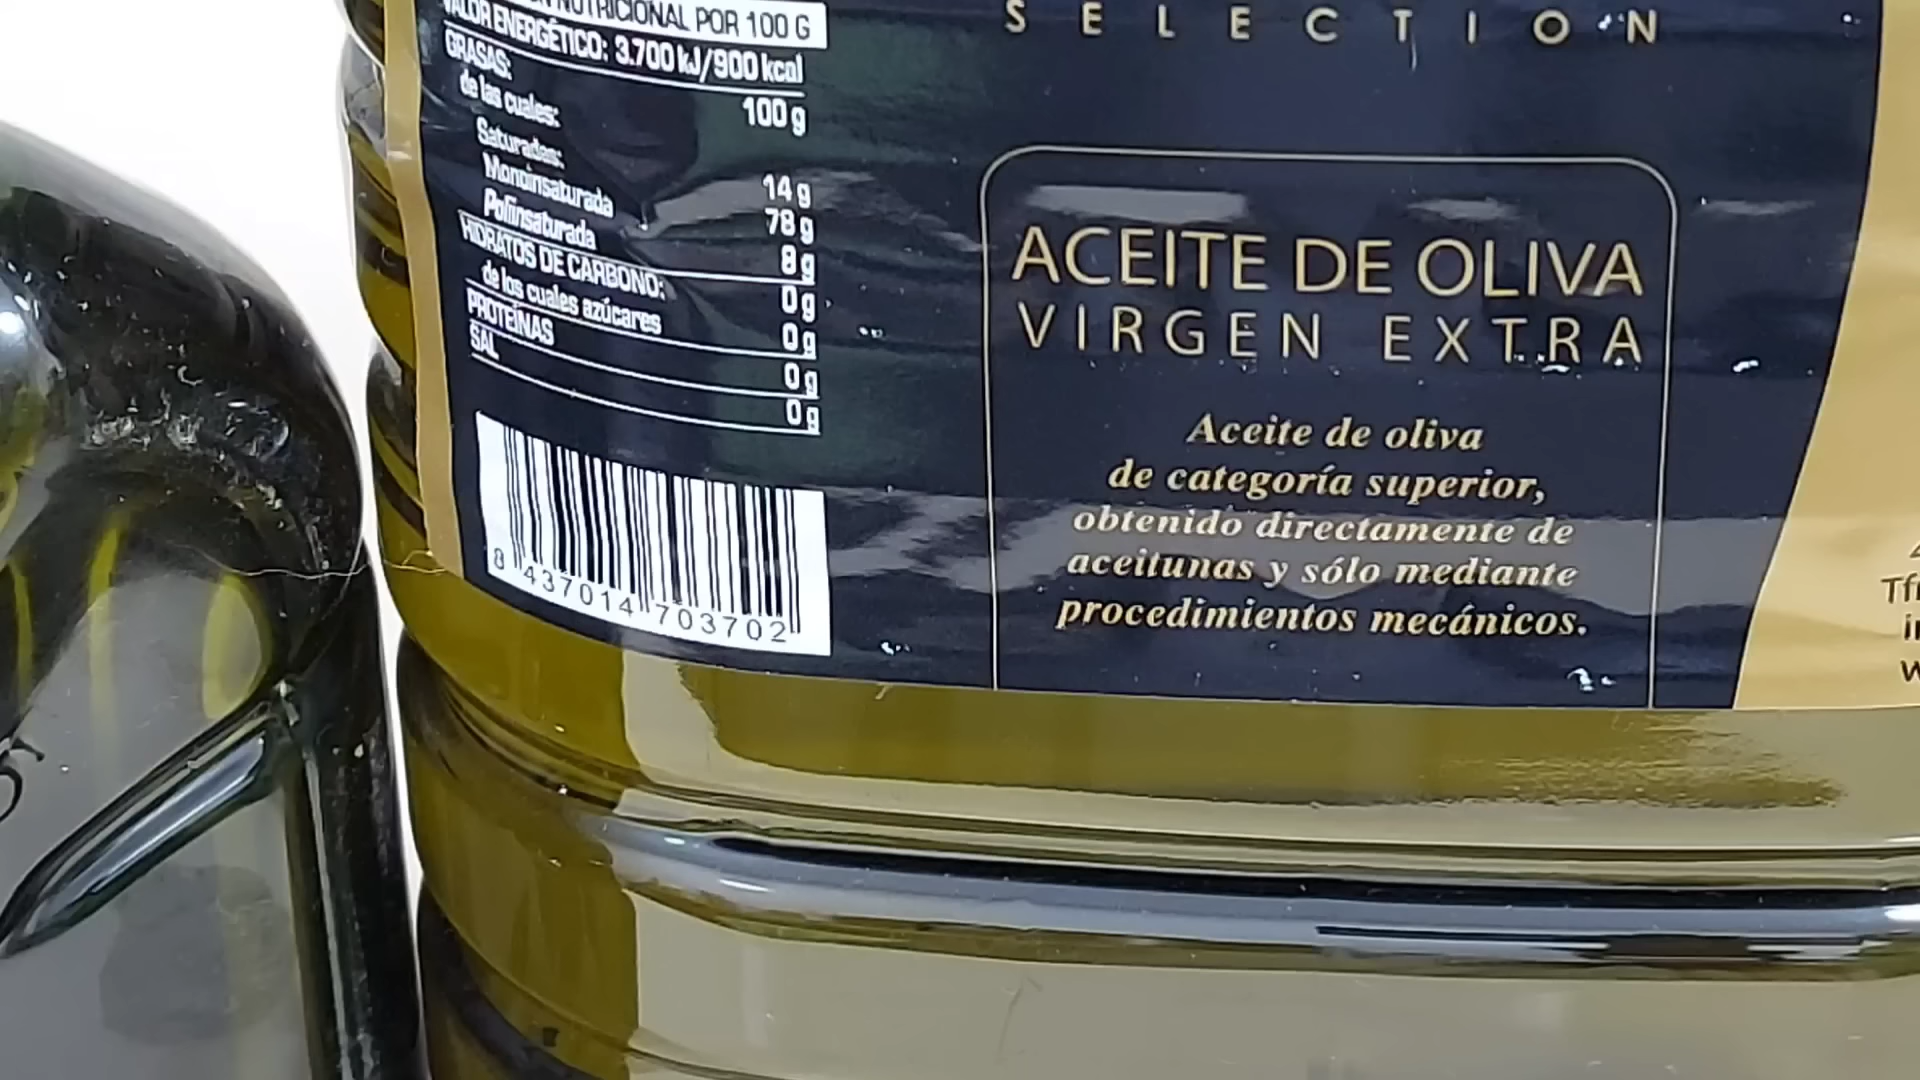 NUTRICIONAL POR 100 G
VALOR ENERGÉTICO: 3.700 kJ/900 kcal
GRASAS: 100 g
de las cuales:
Saturadas: 14 g
Monoinsaturada 78 g
Poliinsaturada 8 g
HIDRATOS DE CARBONO: 0 g
de los cuales azúcares 0 g
PROTEÍNAS 0 g
SAL 0 g
8 437014 703702
SELECTION
ACEITE DE OLIVA
VIRGEN EXTRA
Aceite de oliva
de categoría superior,
obtenido directamente de
aceitunas y sólo mediante
procedimientos mecánicos.